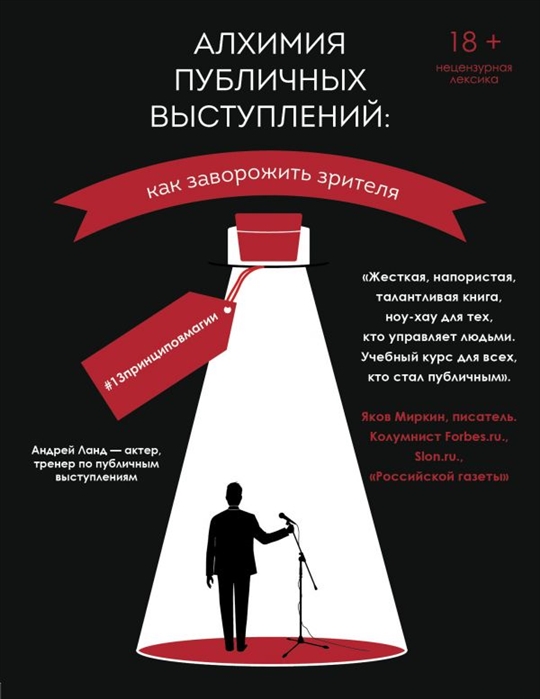 АЛХИМИЯ
ПУБЛИЧНЫХ
ВЫСТУПЛЕНИЙ:
18 +
нецензурная
лексика
как заворожить зрителя
#13принциповмагии
«Жесткая, напористая,
талантливая книга,
ноу-хау для тех,
кто управляет людьми.
Учебный курс для всех,
кто стал публичным».
Яков Миркин, писатель.
Колумнист Forbes.ru.,
Slon.ru.,
«Российской газеты»
Андрей Ланд — актер,
тренер по публичным
выступлениям